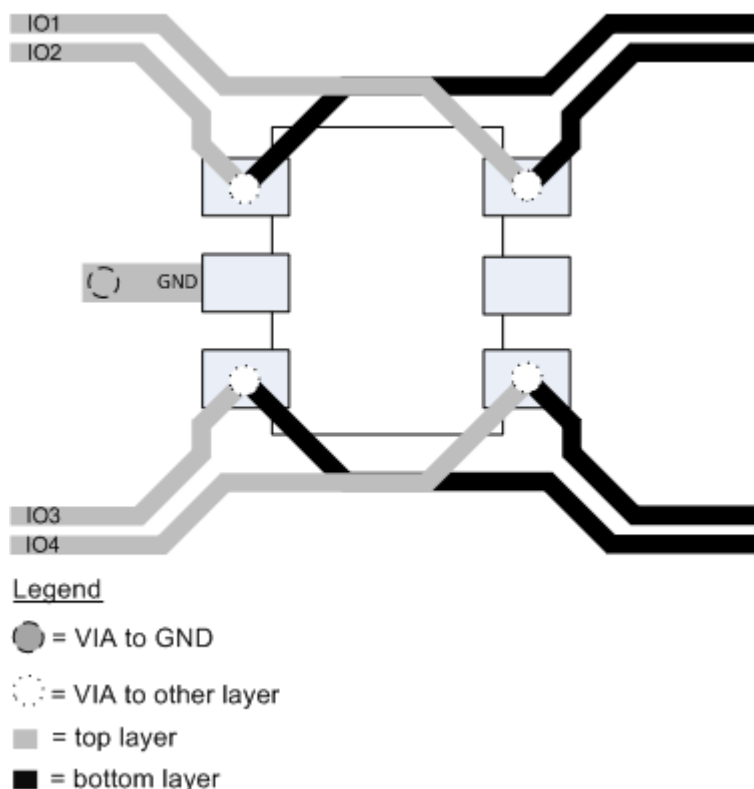 IO1
IO2
GND
IO3
IO4
Legend
= VIA to GND
= VIA to other layer
= top layer
= bottom layer